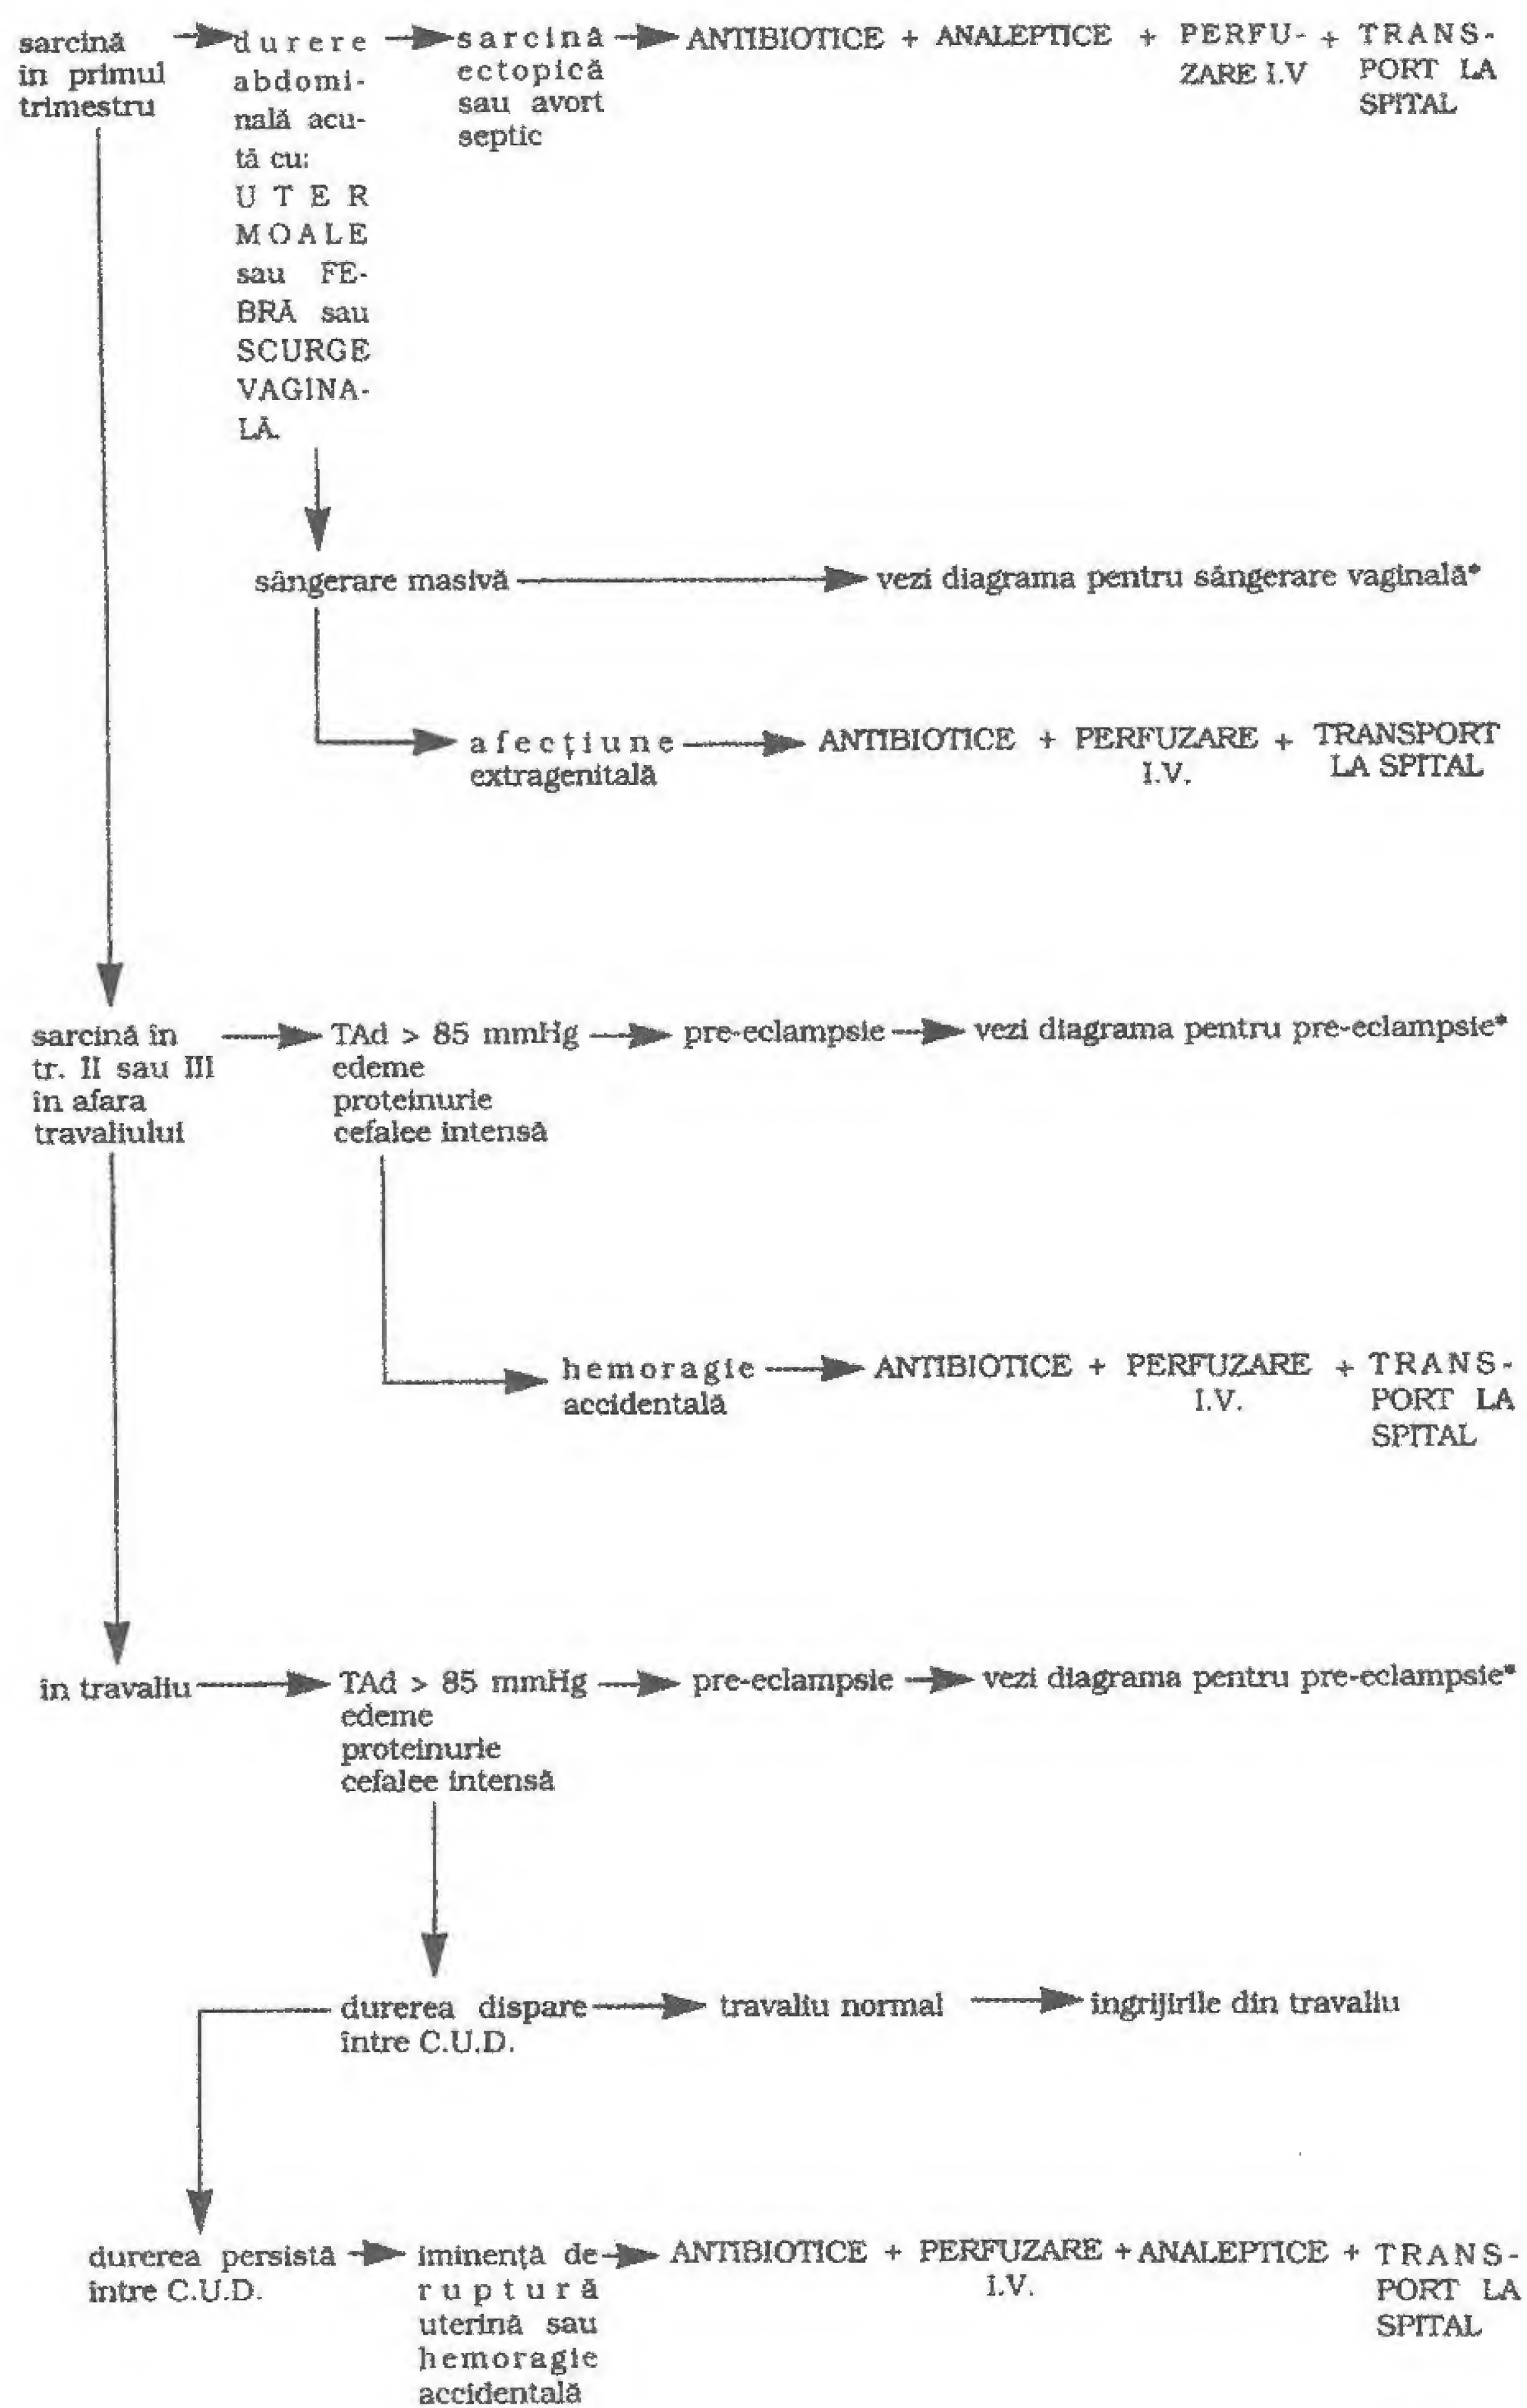 sarcină
in primul
trimestru
durere
abdomi-
nală acu-
tă cu:
UTER
MOALE
sau FE-
BRĂ sau
SCURGE
VAGINA-
LĂ.
sarcină
ectopică
sau avort
septic
ANTIBIOTICE + ANALEPTICE + PERFU-
ZARE I.V
+ TRANS-
PORT LA
SPITAL
sângerare masivă
vezi diagrama pentru sângerare vaginală*
afecţiune
extragenitală
ANTIBIOTICE + PERFUZARE
I.V.
+ TRANSPORT
LA SPITAL
sarcină în
tr. II sau III
în afara
travaliului
TAd > 85 mmHg
edeme
proteinurie
cefalee intensă
pre-eclampsie
vezi diagrama pentru pre-eclampsie*
hemoragie
accidentală
ANTIBIOTICE + PERFUZARE
I.V.
+ TRANS-
PORT LA
SPITAL
în travaliu
TAd > 85 mmHg
edeme
proteinurie
cefalee intensă
pre-eclampsie
vezi diagrama pentru pre-eclampsie*
durerea dispare
între C.U.D.
travaliu normal
îngrijirile din travaliu
durerea persistă
între C.U.D.
iminenţă de
ruptură
uterină sau
hemoragie
accidentală
ANTIBIOTICE + PERFUZARE
I.V.
+ ANALEPTICE + TRANS-
PORT LA
SPITAL